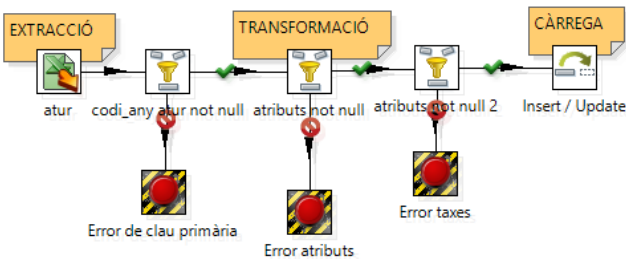 EXTRACCIÓ
TRANSFORMACIÓ
CÀRREGA
atur
codi_any atur not null
atributs not null
atributs not null 2
Insert / Update
Error de clau primària
Error atributs
Error taxes